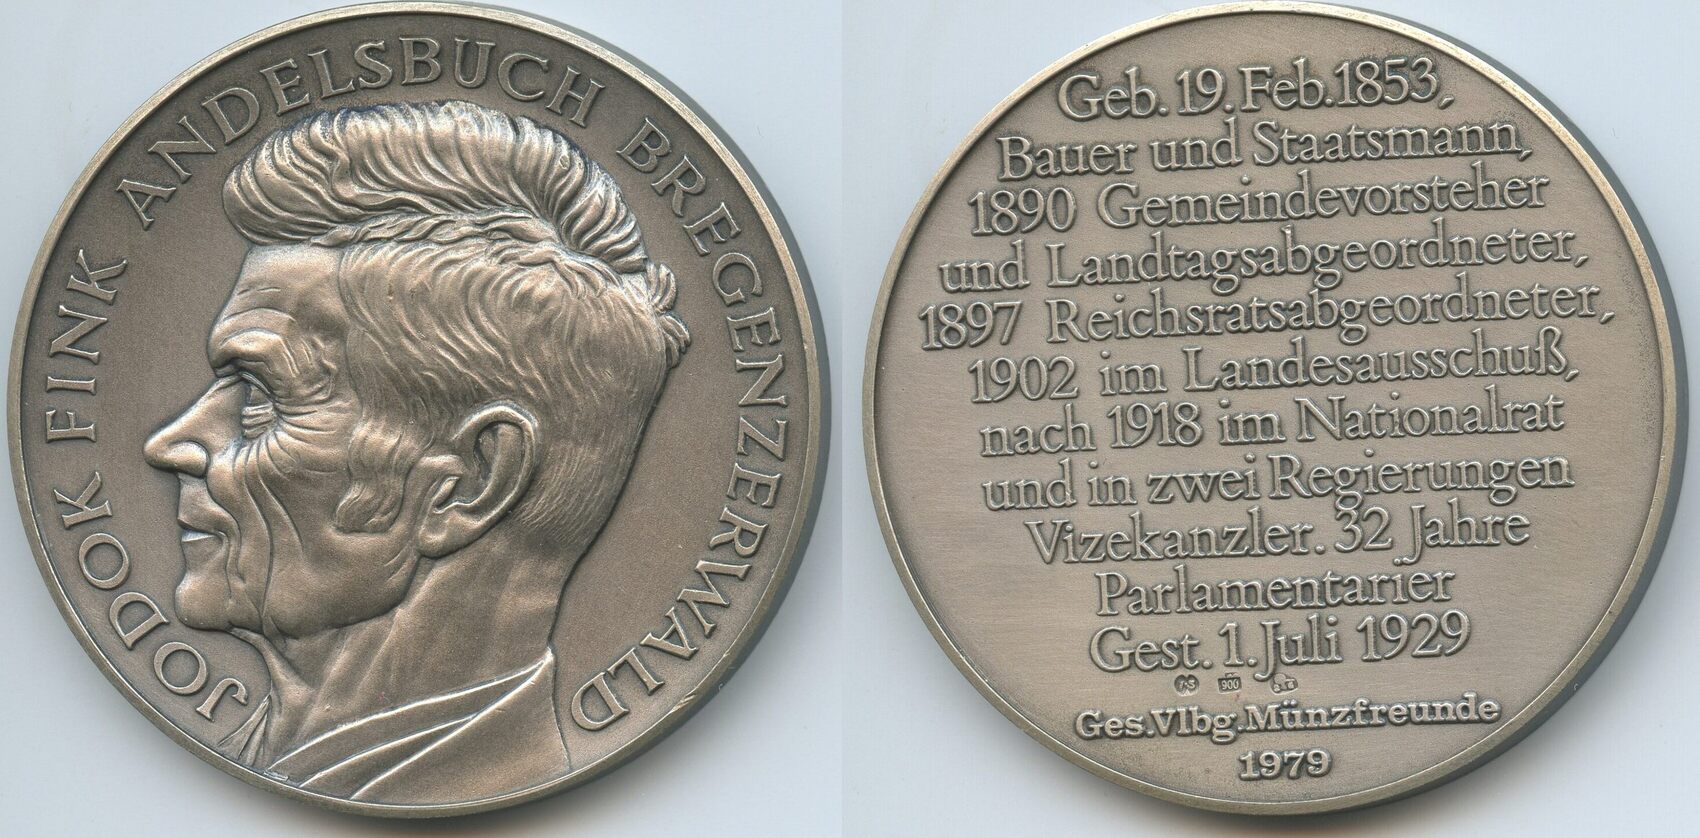 JODOK FINK ANDELSBUCH BREGENZERWALD
Geb. 19. Feb. 1853,
Bauer und Staatsmann,
1890 Gemeindevorsteher
und Landtagsabgeordneter,
1897 Reichsratsabgeordneter,
1902 im Landesausschuß,
nach 1918 im Nationalrat
und in zwei Regierungen
Vizekanzler. 32 Jahre
Parlamentarier
Gest. 1. Juli 1929
900
Ges.Vlbg.Münzfreunde
1979